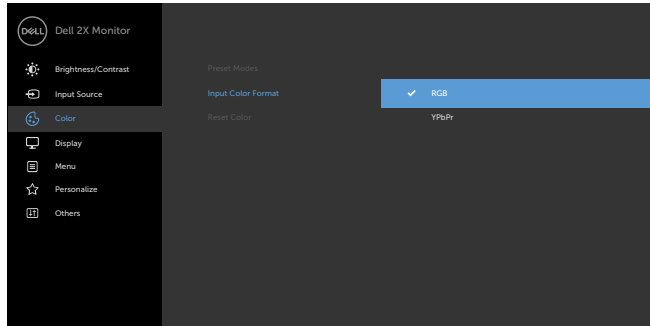 DELL
Dell 2X Monitor
Brightness/Contrast
Input Source
Color
Display
Menu
Personalize
Others
Preset Modes
Input Color Format
Reset Color
RGB
YPbPr